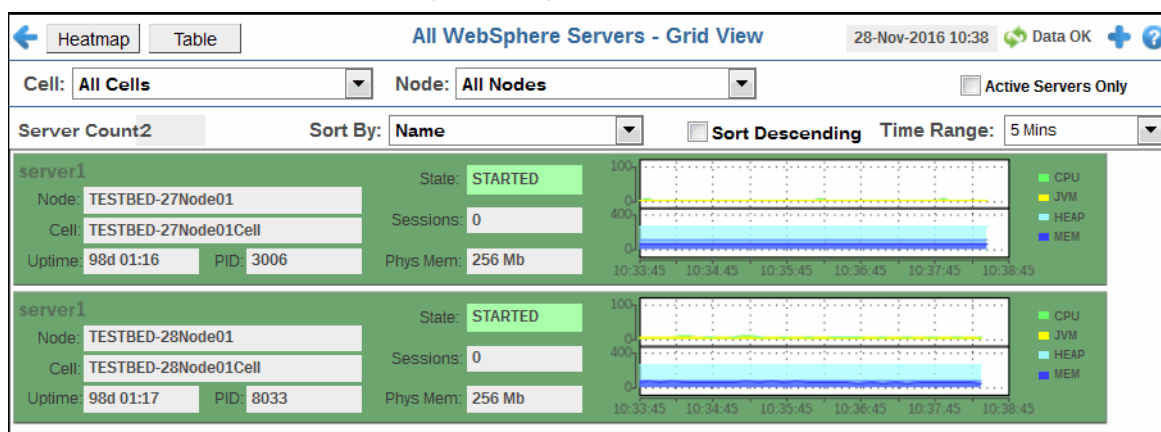 Heatmap Table All WebSphere Servers - Grid View 28-Nov-2016 10:38 Data OK
Cell: All Cells Node: All Nodes Active Servers Only
Server Count: 2 Sort By: Name Sort Descending Time Range: 5 Mins
server1
Node: TESTBED-27Node01
Cell: TESTBED-27Node01Cell
Uptime: 98d 01:16 PID: 3006
State: STARTED
Sessions: 0
Phys Mem: 256 Mb
100
0
400
0
10:33:45 10:34:45 10:35:45 10:36:45 10:37:45 10:38:45
CPU
JVM
HEAP
MEM
server1
Node: TESTBED-28Node01
Cell: TESTBED-28Node01Cell
Uptime: 98d 01:17 PID: 8033
State: STARTED
Sessions: 0
Phys Mem: 256 Mb
100
0
400
0
10:33:45 10:34:45 10:35:45 10:36:45 10:37:45 10:38:45
CPU
JVM
HEAP
MEM